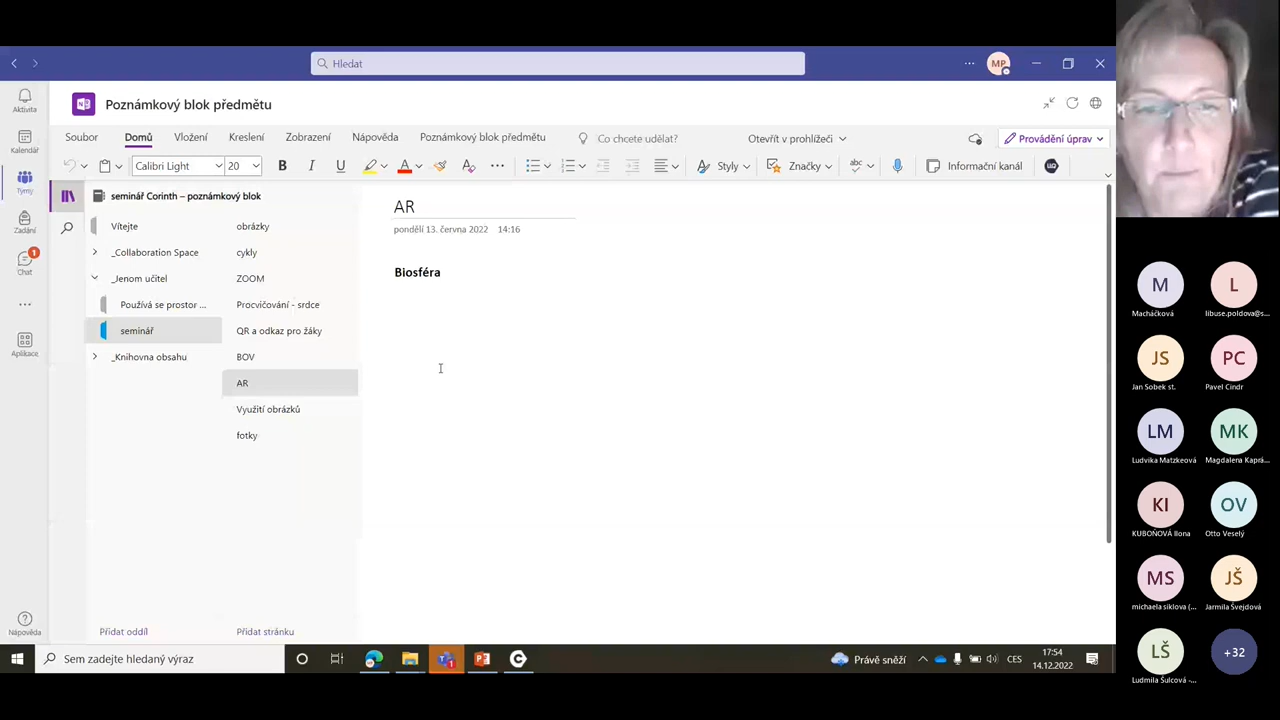 Hledat
MP
Poznámkový blok předmětu
Soubor Domů Vložení Kreslení Zobrazení Nápověda Poznámkový blok předmětu Co chcete udělat? Otevřít v prohlížeči Provádění úprav
Calibri Light 20 B I U A Styly Značky abc Informační kanál
Aktivita
Kalendář
Týmy
Zadání
Chat
1
Aplikace
Nápověda
seminář Corinth – poznámkový blok
Vítejte
_Collaboration Space
_Jenom učitel
Používá se prostor ...
seminář
_Knihovna obsahu
Přidat oddíl
obrázky
cykly
ZOOM
Procvičování - srdce
QR a odkaz pro žáky
BOV
AR
Využití obrázků
fotky
Přidat stránku
AR
pondělí 13. června 2022 14:16
Biosféra
Sem zadejte hledaný výraz
Právě sněží
CES
17:54
14.12.2022
M
Macháčková
L
libuse.poldova@s...
JS
Jan Sobek st.
PC
Pavel Cindr
LM
Ludvika Matzkeová
MK
Magdalena Kaprá...
KI
KUBOŇOVÁ Ilona
OV
Otto Veselý
MS
michaela siklova (...
JŠ
Jarmila Švejdová
LŠ
Ludmila Šulcová -...
+32